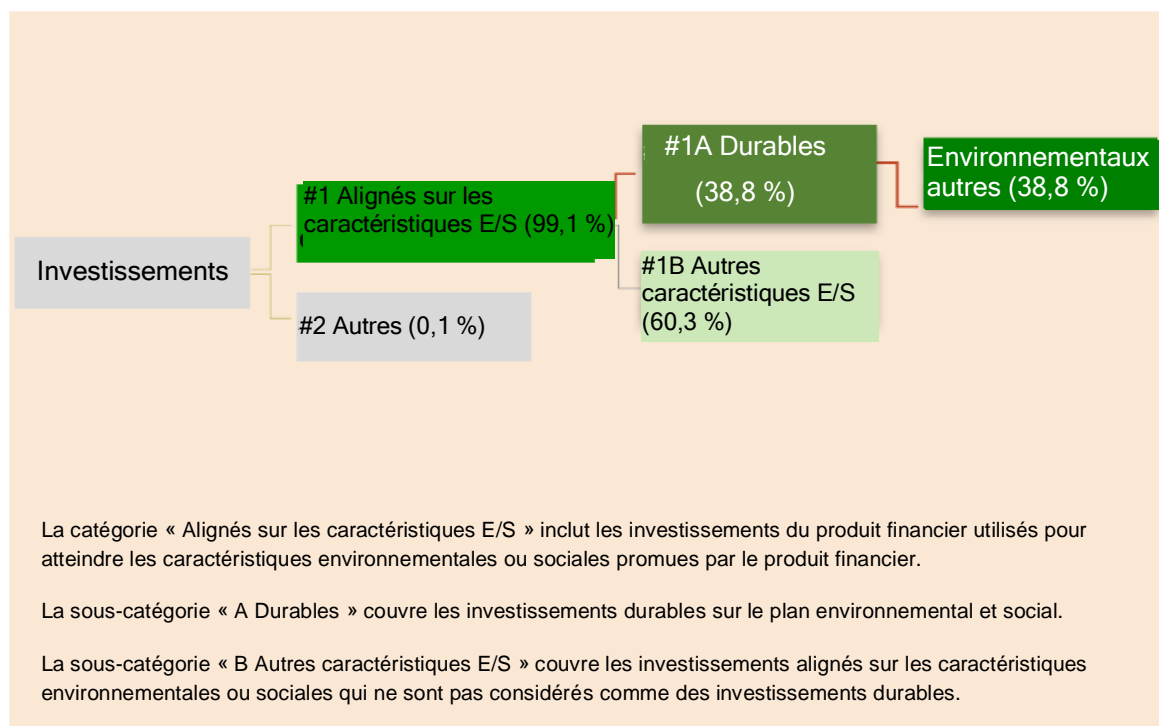 #1A Durables
(38,8 %)
Environnementaux
autres (38,8 %)
#1 Alignés sur les
caractéristiques E/S (99,1 %)
Investissements
#1B Autres
caractéristiques E/S
(60,3 %)
#2 Autres (0,1 %)
La catégorie « Alignés sur les caractéristiques E/S » inclut les investissements du produit financier utilisés pour
atteindre les caractéristiques environnementales ou sociales promues par le produit financier.
La sous-catégorie « A Durables » couvre les investissements durables sur le plan environnemental et social.
La sous-catégorie « B Autres caractéristiques E/S » couvre les investissements alignés sur les caractéristiques
environnementales ou sociales qui ne sont pas considérés comme des investissements durables.